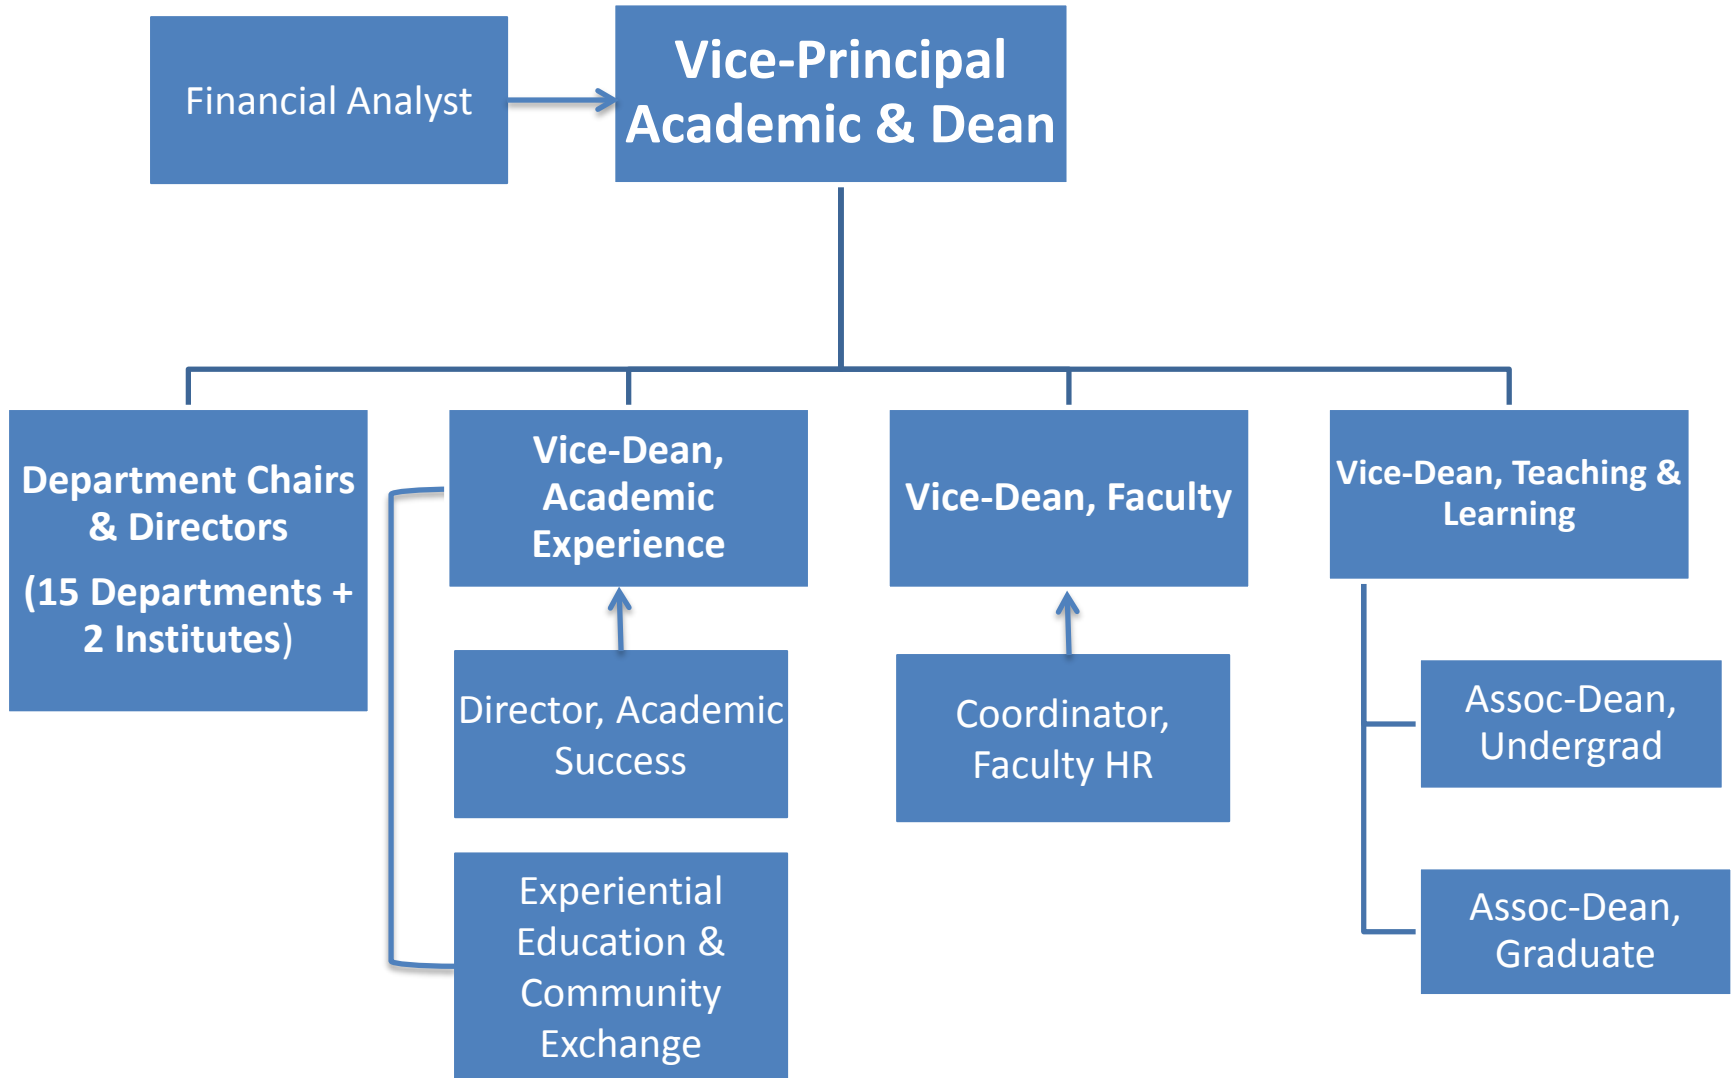 Financial Analyst
Vice-Principal
Academic & Dean
Department Chairs
& Directors
(15 Departments +
2 Institutes)
Vice-Dean,
Academic
Experience
Vice-Dean, Faculty
Vice-Dean, Teaching &
Learning
Director, Academic
Success
Coordinator,
Faculty HR
Assoc-Dean,
Undergrad
Experiential
Education &
Community
Exchange
Assoc-Dean,
Graduate